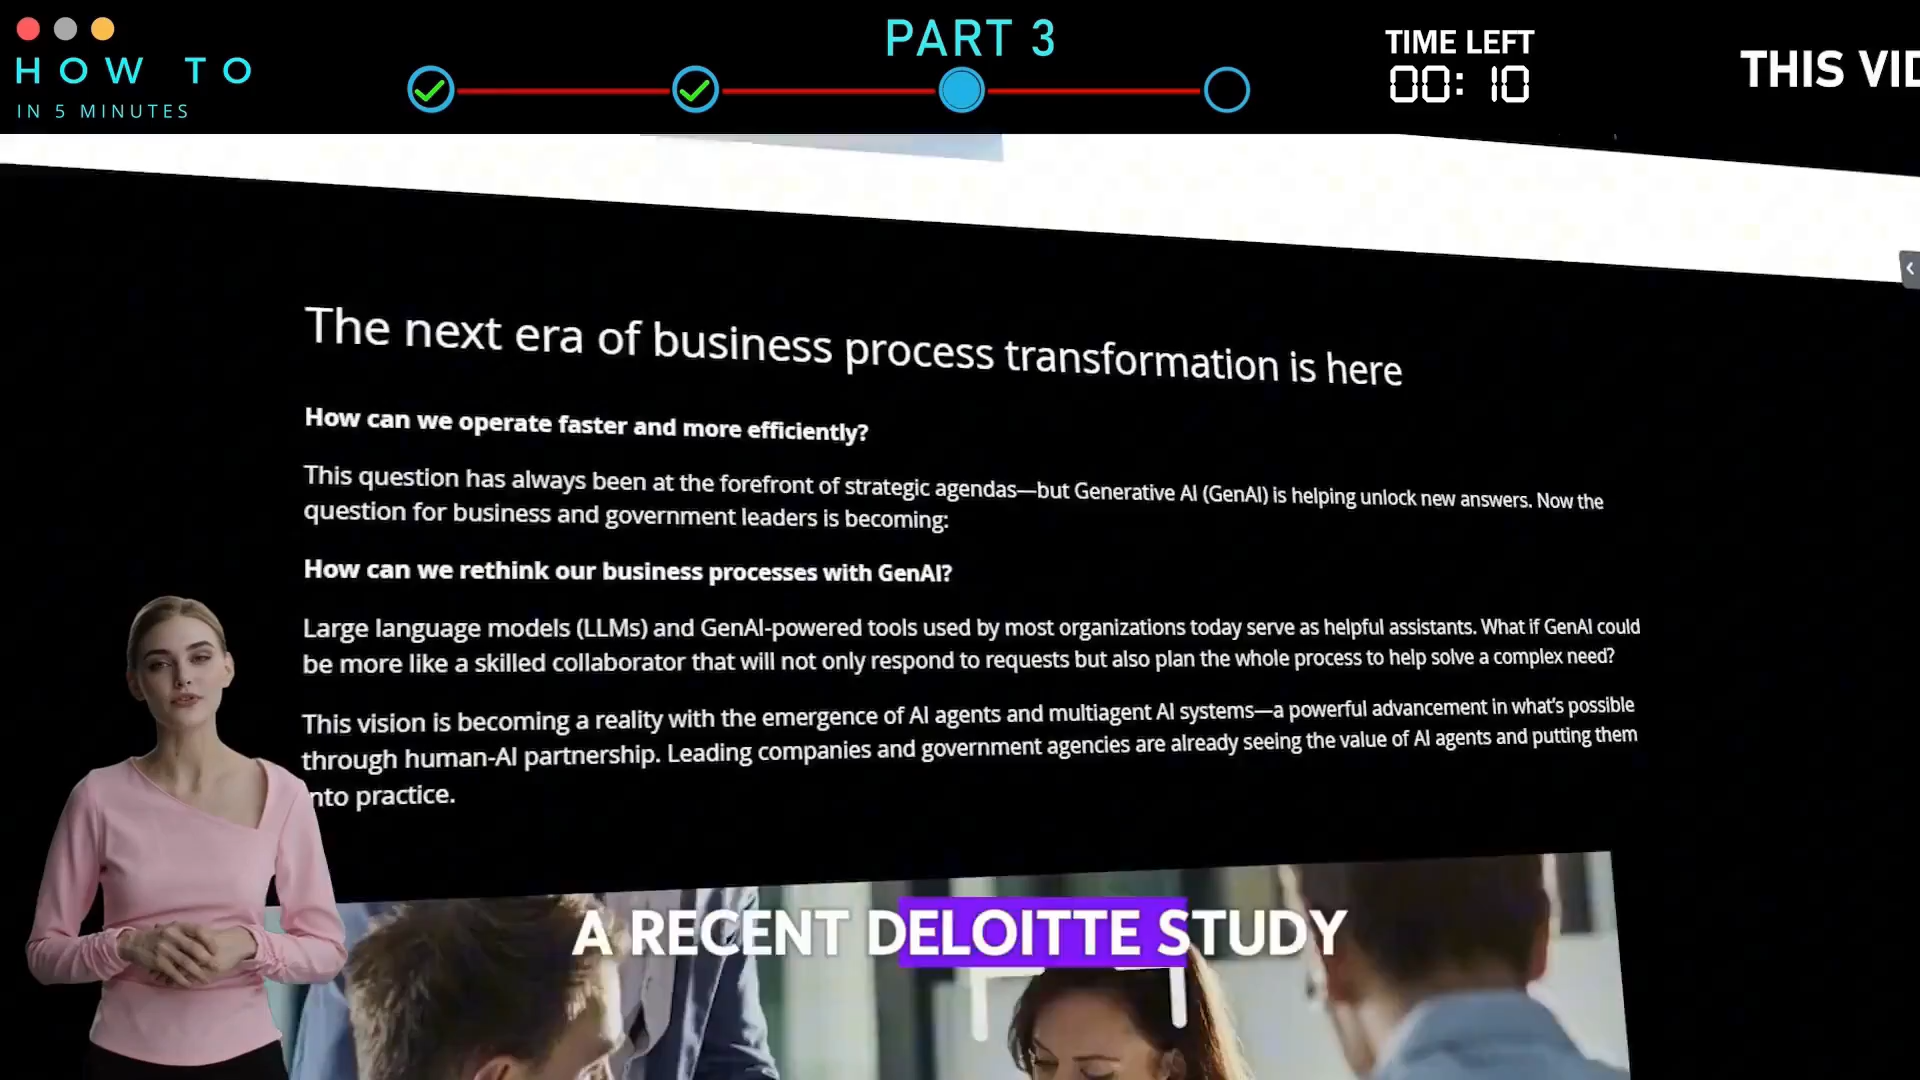 HOW TO
IN 5 MINUTES
PART 3
TIME LEFT
00:10
THIS
The next era of business process transformation is here
How can we operate faster and more efficiently?
This question has always been at the forefront of strategic agendas—but Generative AI (GenAI) is helping unlock new answers. Now the
question for business and government leaders is becoming:
How can we rethink our business processes with GenAI?
Large language models (LLMs) and GenAI-powered tools used by most organizations today serve as helpful assistants. What if GenAI could
be more like a skilled collaborator that will not only respond to requests but also plan the whole process to help solve a complex need?
This vision is becoming a reality with the emergence of AI agents and multiagent AI systems—a powerful advancement in what's possible
through human-AI partnership. Leading companies and government agencies are already seeing the value of AI agents and putting them
into practice.
A RECENT DELOITTE STUDY